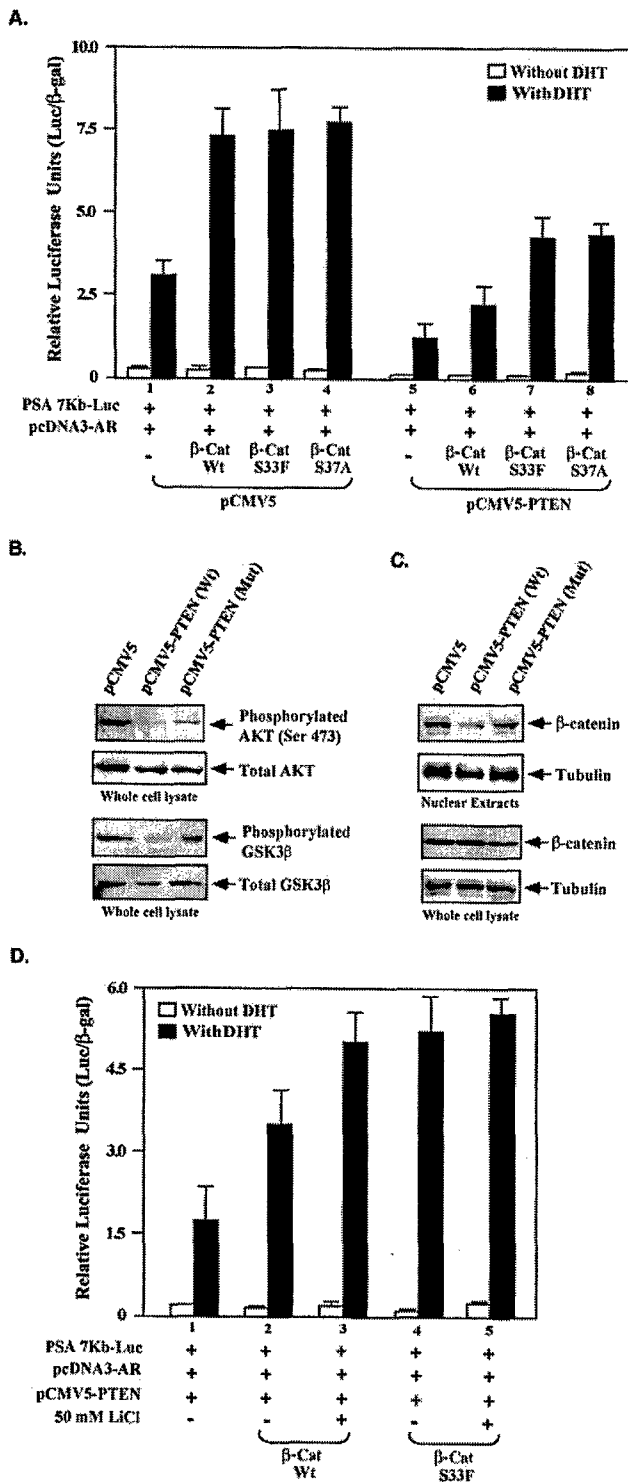 A.
Relative Luciferase Units (Luc/β-gal)
10.0
7.5
5.0
2.5
0
Without DHT
With DHT
1 2 3 4 5 6 7 8
PSA 7Kb-Luc + + + + + + + +
pcDNA3-AR + + + + + + + +
- β-Cat Wt β-Cat S33F β-Cat S37A - β-Cat Wt β-Cat S33F β-Cat S37A
pCMV5 pCMV5-PTEN
B.
pCMV5
pCMV5-PTEN (Wt)
pCMV5-PTEN (Mut)
Phosphorylated
AKT (Ser 473)
Total AKT
Whole cell lysate
Phosphorylated
GSK3β
Total GSK3β
Whole cell lysate
C.
pCMV5
pCMV5-PTEN (Wt)
pCMV5-PTEN (Mut)
β-catenin
Tubulin
Nuclear Extracts
β-catenin
Tubulin
Whole cell lysate
D.
Relative Luciferase Units (Luc/β-gal)
6.0
4.5
3.0
1.5
0
Without DHT
With DHT
1 2 3 4 5
PSA 7Kb-Luc + + + + +
pcDNA3-AR + + + + +
pCMV5-PTEN + + + + +
50 mM LiCl - - + - +
β-Cat Wt β-Cat S33F